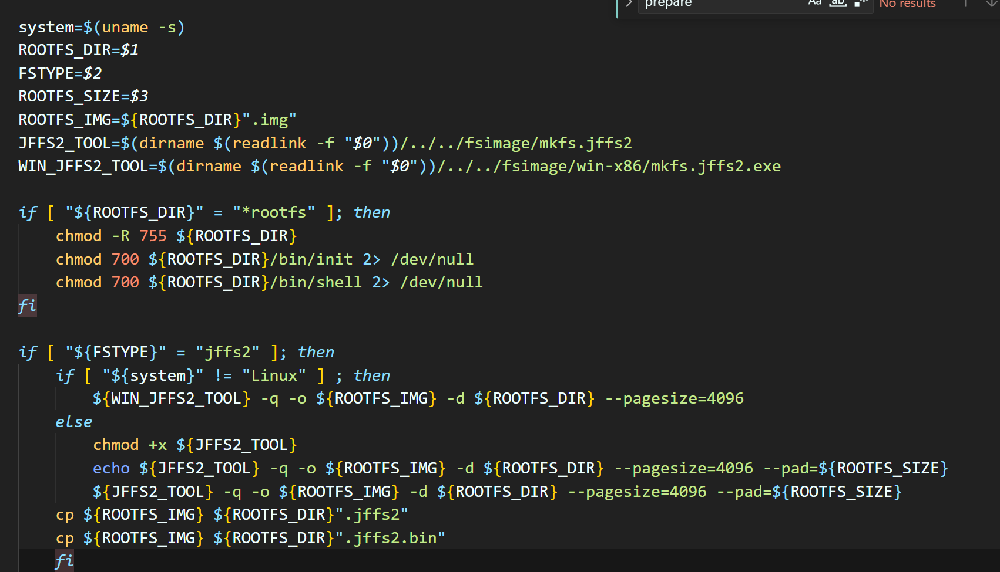 prepare Aa ab No results
system=$(uname -s)
ROOTFS_DIR=$1
FSTYPE=$2
ROOTFS_SIZE=$3
ROOTFS_IMG=${ROOTFS_DIR}".img"
JFFS2_TOOL=$(dirname $(readlink -f "$0"))/../../fsimage/mkfs.jffs2
WIN_JFFS2_TOOL=$(dirname $(readlink -f "$0"))/../../fsimage/win-x86/mkfs.jffs2.exe
if [ "${ROOTFS_DIR}" = "*rootfs" ]; then
    chmod -R 755 ${ROOTFS_DIR}
    chmod 700 ${ROOTFS_DIR}/bin/init 2> /dev/null
    chmod 700 ${ROOTFS_DIR}/bin/shell 2> /dev/null
fi
if [ "${FSTYPE}" = "jffs2" ]; then
    if [ "${system}" != "Linux" ] ; then
        ${WIN_JFFS2_TOOL} -q -o ${ROOTFS_IMG} -d ${ROOTFS_DIR} --pagesize=4096
    else
        chmod +x ${JFFS2_TOOL}
        echo ${JFFS2_TOOL} -q -o ${ROOTFS_IMG} -d ${ROOTFS_DIR} --pagesize=4096 --pad=${ROOTFS_SIZE}
        ${JFFS2_TOOL} -q -o ${ROOTFS_IMG} -d ${ROOTFS_DIR} --pagesize=4096 --pad=${ROOTFS_SIZE}
    cp ${ROOTFS_IMG} ${ROOTFS_DIR}".jffs2"
    cp ${ROOTFS_IMG} ${ROOTFS_DIR}".jffs2.bin"
    fi